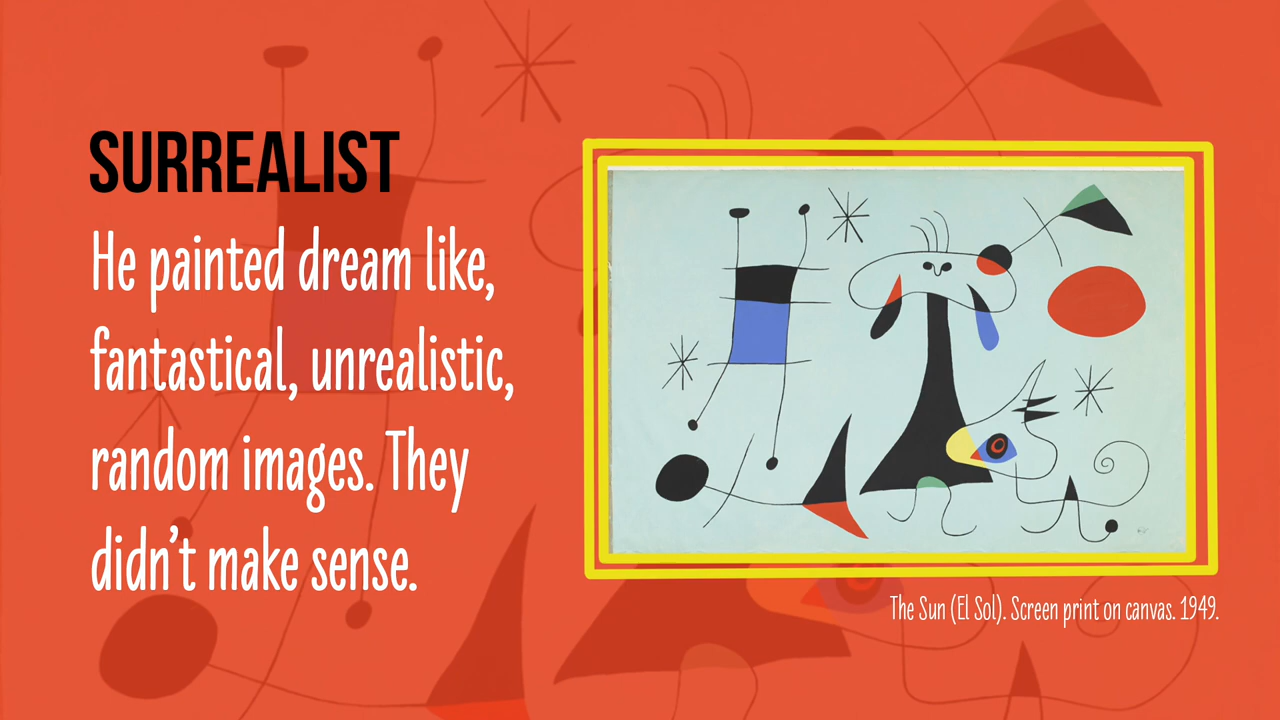 SURREALIST
He painted dream like,
fantastical, unrealistic,
random images. They
didn't make sense.
The Sun (El Sol). Screen print on canvas. 1949.